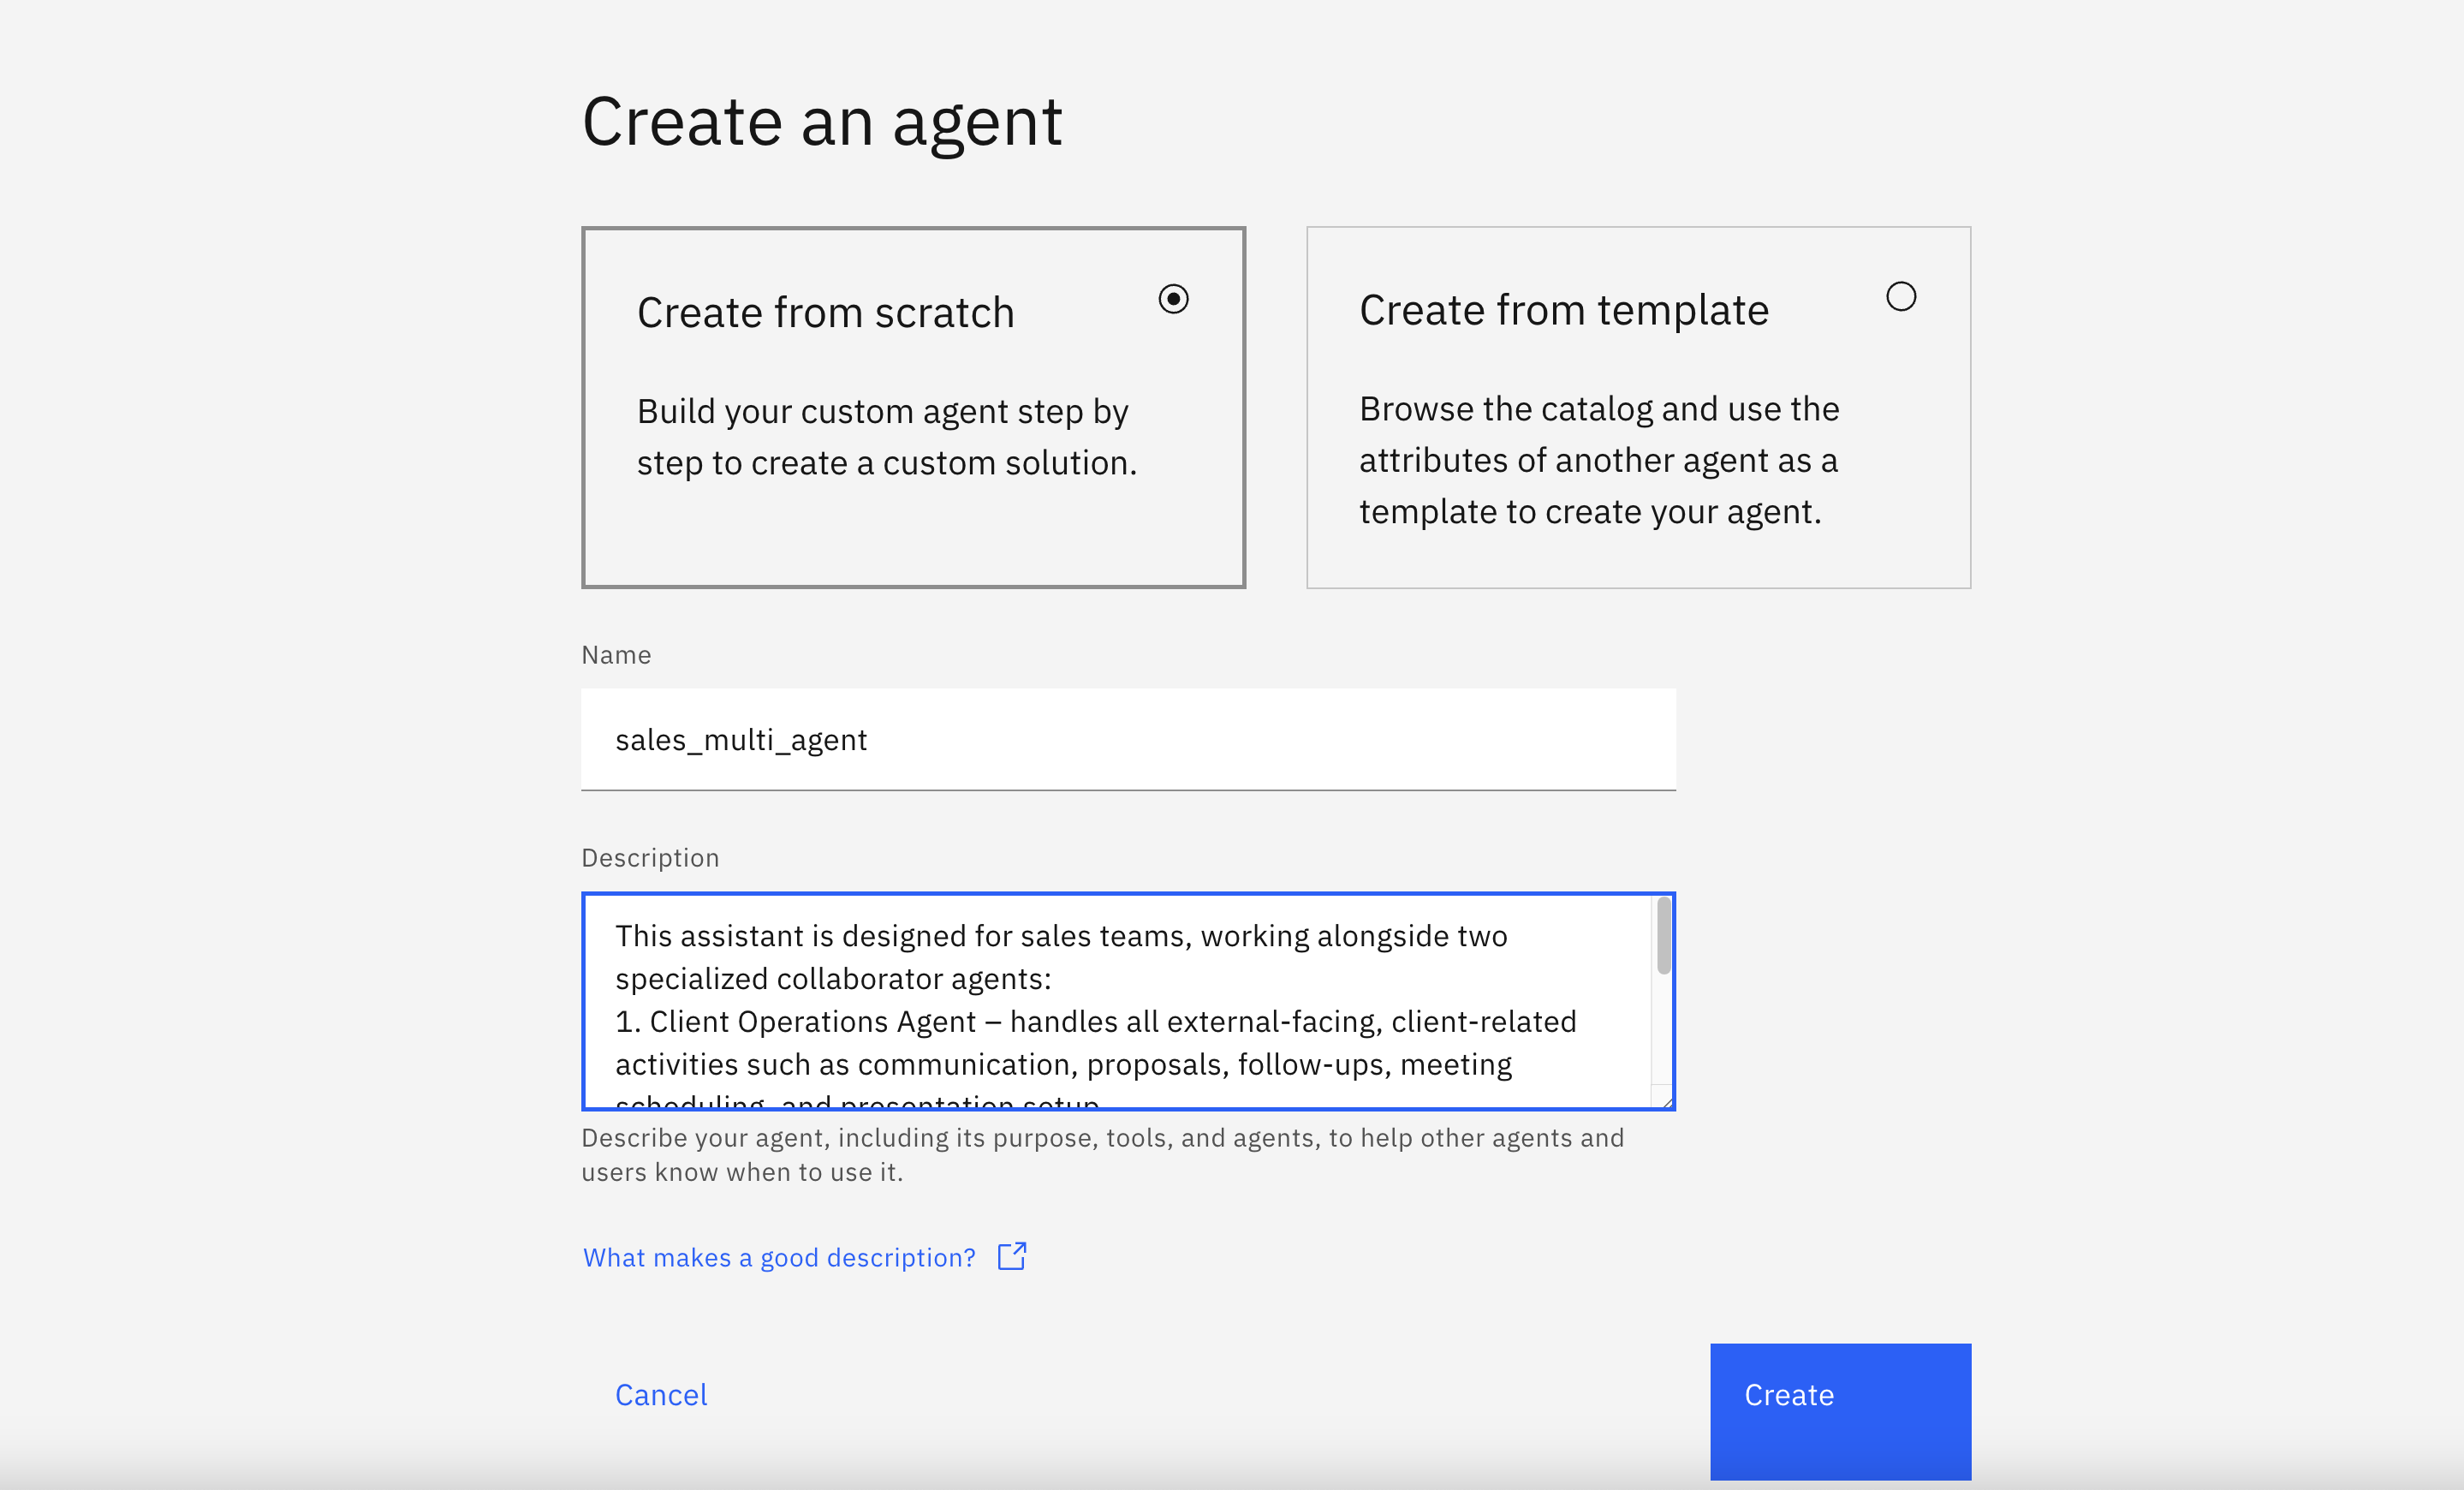 Create an agent
Create from scratch
Build your custom agent step by
step to create a custom solution.
Create from template
Browse the catalog and use the
attributes of another agent as a
template to create your agent.
Name
sales_multi_agent
Description
This assistant is designed for sales teams, working alongside two
specialized collaborator agents:
1. Client Operations Agent – handles all external-facing, client-related
activities such as communication, proposals, follow-ups, meeting
scheduling, and presentation setup
Describe your agent, including its purpose, tools, and agents, to help other agents and
users know when to use it.
What makes a good description?
Cancel
Create